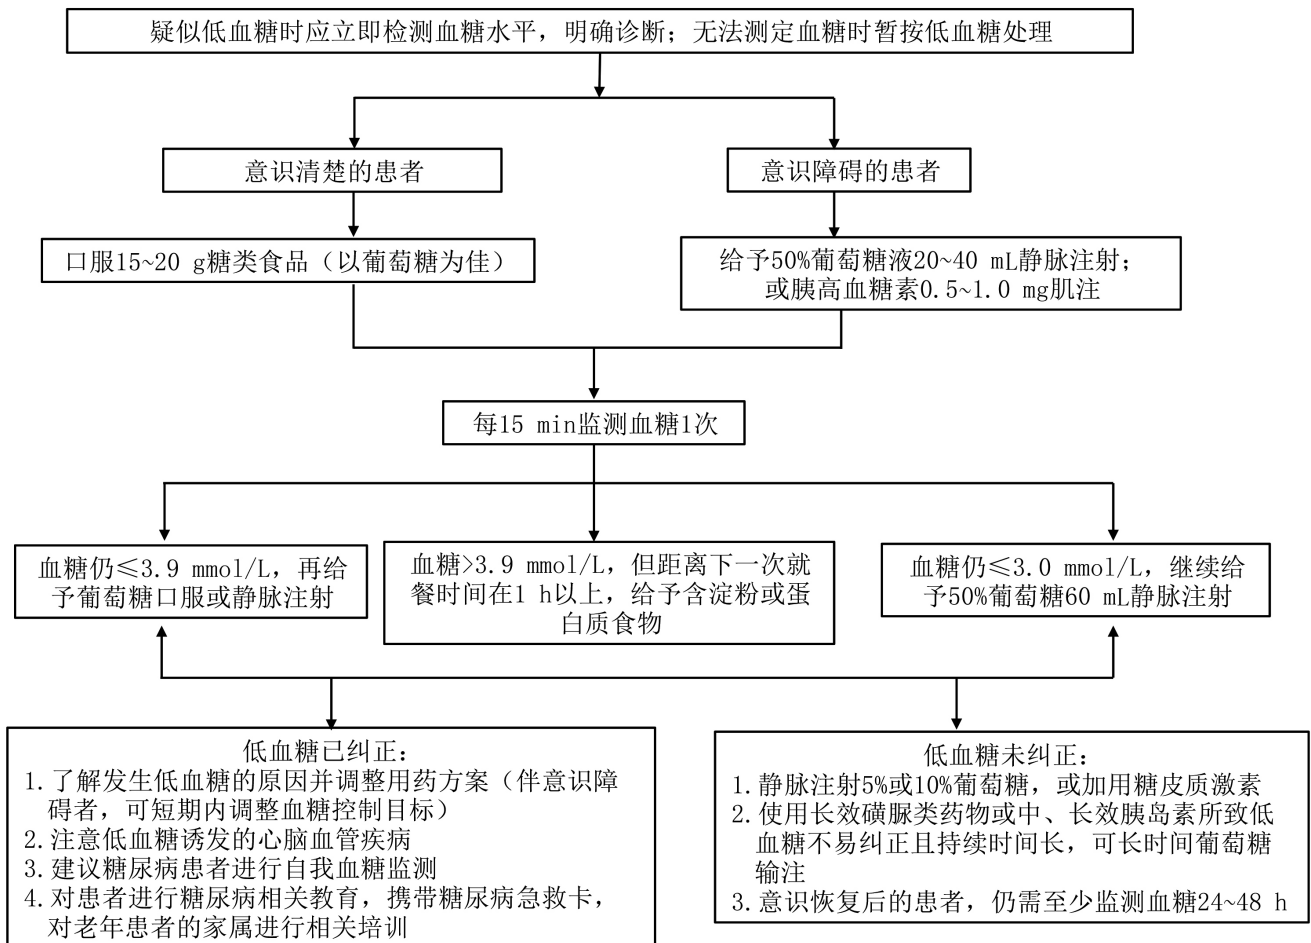 疑似低血糖时应立即检测血糖水平，明确诊断；无法测定血糖时暂按低血糖处理
意识清楚的患者
意识障碍的患者
口服15~20 g糖类食品（以葡萄糖为佳）
给予50%葡萄糖液20~40 mL静脉注射；
或胰高血糖素0.5~1.0 mg肌注
每15 min监测血糖1次
血糖仍≤3.9 mmol/L，再给
予葡萄糖口服或静脉注射
血糖>3.9 mmol/L，但距离下一次就
餐时间在1 h以上，给予含淀粉或蛋
白质食物
血糖仍≤3.0 mmol/L，继续给
予50%葡萄糖60 mL静脉注射
低血糖已纠正：
1.了解发生低血糖的原因并调整用药方案（伴意识障
碍者，可短期内调整血糖控制目标）
2.注意低血糖诱发的心脑血管疾病
3.建议糖尿病患者进行自我血糖监测
4.对患者进行糖尿病相关教育，携带糖尿病急救卡，
对老年患者的家属进行相关培训
低血糖未纠正：
1.静脉注射5%或10%葡萄糖，或加用糖皮质激素
2.使用长效磺脲类药物或中、长效胰岛素所致低
血糖不易纠正且持续时间长，可长时间葡萄糖
输注
3.意识恢复后的患者，仍需至少监测血糖24~48 h